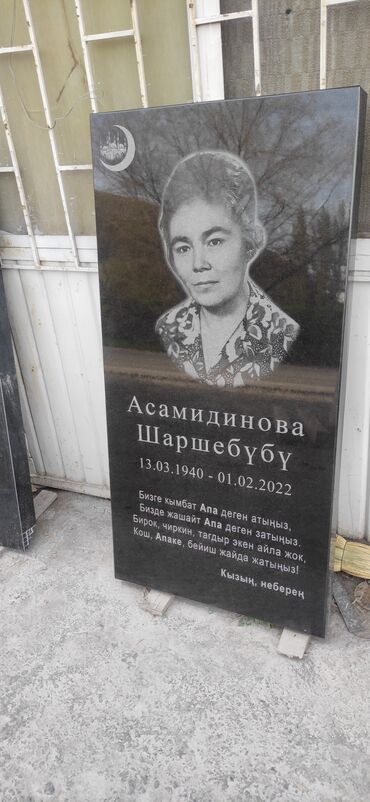 Асамидинова
Шаршебүбү
13.03.1940 - 01.02.2022
Бизге кымбат Апа деген атыңыз,
Бизде жашайт Апа деген затыңыз.
Бирок, чиркин, тагдыр экен айла жок,
Кош, Апаке, бейиш жайда жатыңыз!
Кызың, неберең